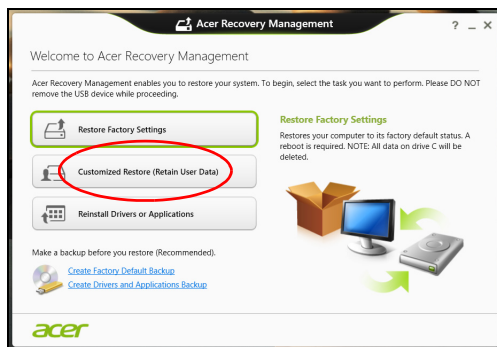 Acer Recovery Management
? _ X
Welcome to Acer Recovery Management
Acer Recovery Management enables you to restore your system. To begin, select the task you want to perform. Please DO NOT
remove the USB device while proceeding.
Restore Factory Settings
Customized Restore (Retain User Data)
Reinstall Drivers or Applications
Restore Factory Settings
Restores your computer to its factory default status. A
reboot is required. NOTE: All data on drive C will be
deleted.
Make a backup before you restore (Recommended).
Create Factory Default Backup
Create Drivers and Applications Backup
acer